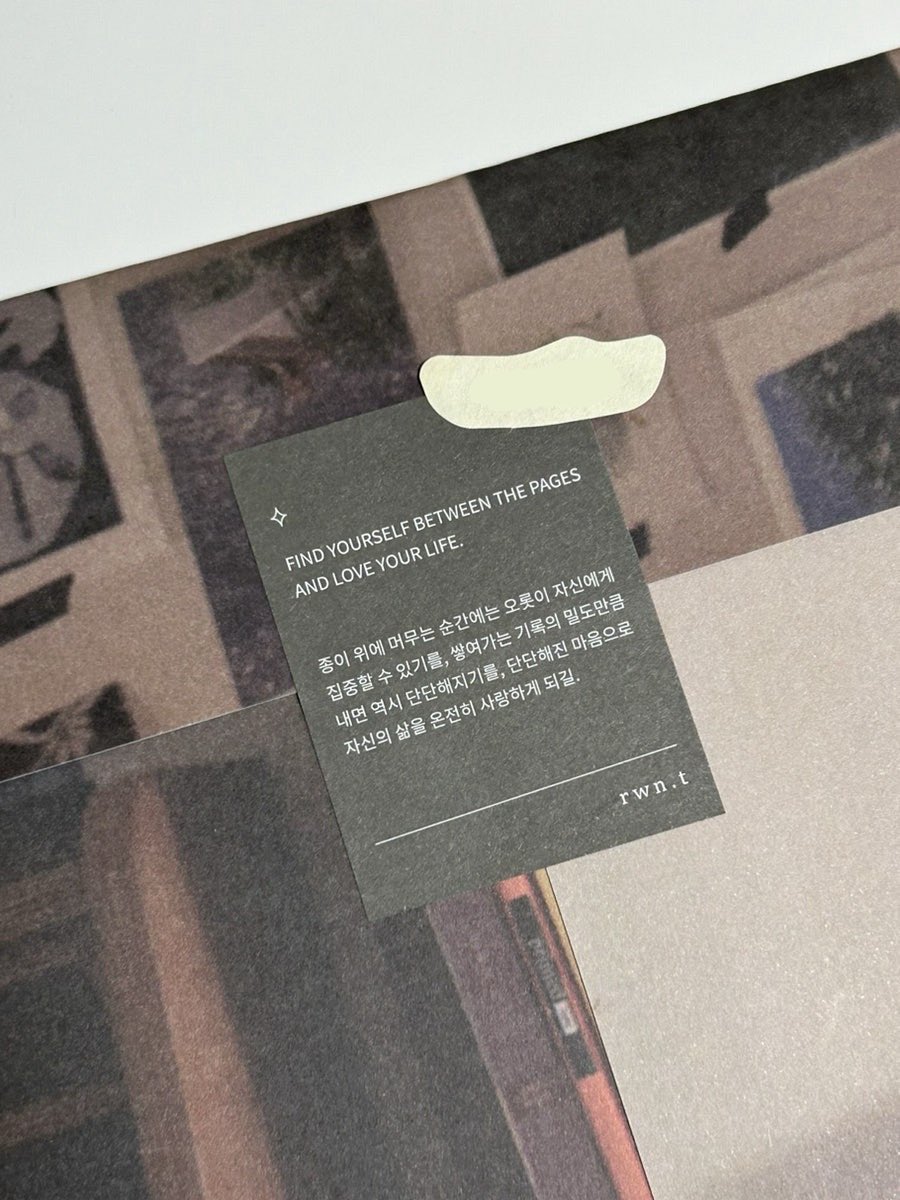 FIND YOURSELF BETWEEN THE PAGES
AND LOVE YOUR LIFE.
종이 위에 머무는 순간에는 오롯이 자신에게
집중할 수 있기를, 쌓여가는 기록의 밀도만큼
내면 역시 단단해지기를, 단단해진 마음으로
자신의 삶을 온전히 사랑하게 되길.
rwn.t